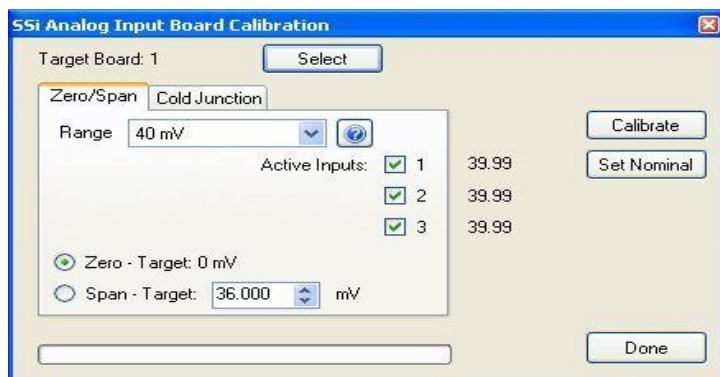 SSi Analog Input Board Calibration
Target Board: 1 Select
Zero/Span Cold Junction
Range 40 mV
Calibrate
Active Inputs: 1 39.99
Set Nominal
2 39.99
3 39.99
Zero - Target: 0 mV
Span - Target: 36.000 mV
Done